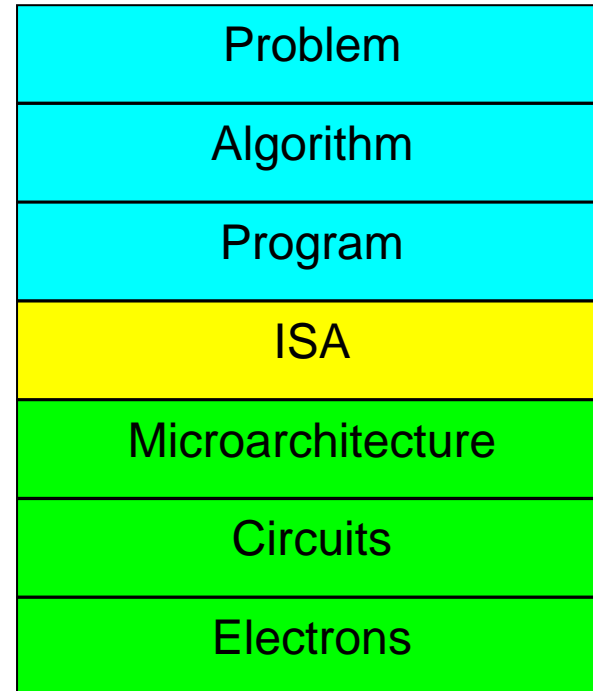 Problem
Algorithm
Program
ISA
Microarchitecture
Circuits
Electrons